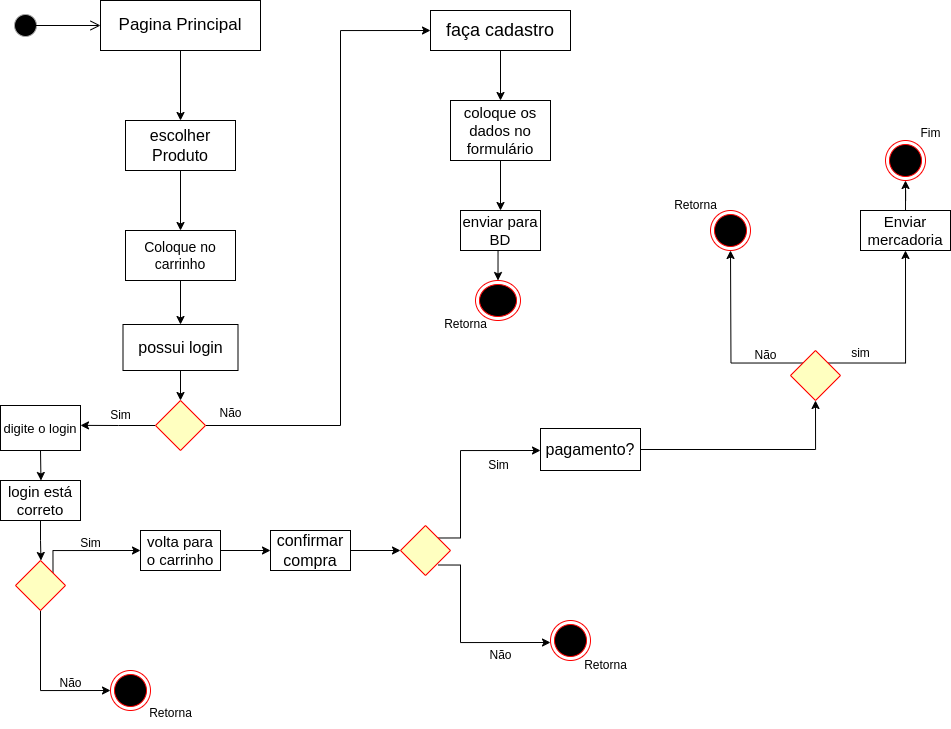 Pagina Principal
escolher
Produto
Coloque no
carrinho
possui login
Sim
Não
digite o login
login está
correto
Sim
Não
Retorna
volta para
o carrinho
confirmar
compra
Sim
Não
Retorna
pagamento?
Não
sim
Retorna
Enviar
mercadoria
Fim
faça cadastro
coloque os
dados no
formulário
enviar para
BD
Retorna